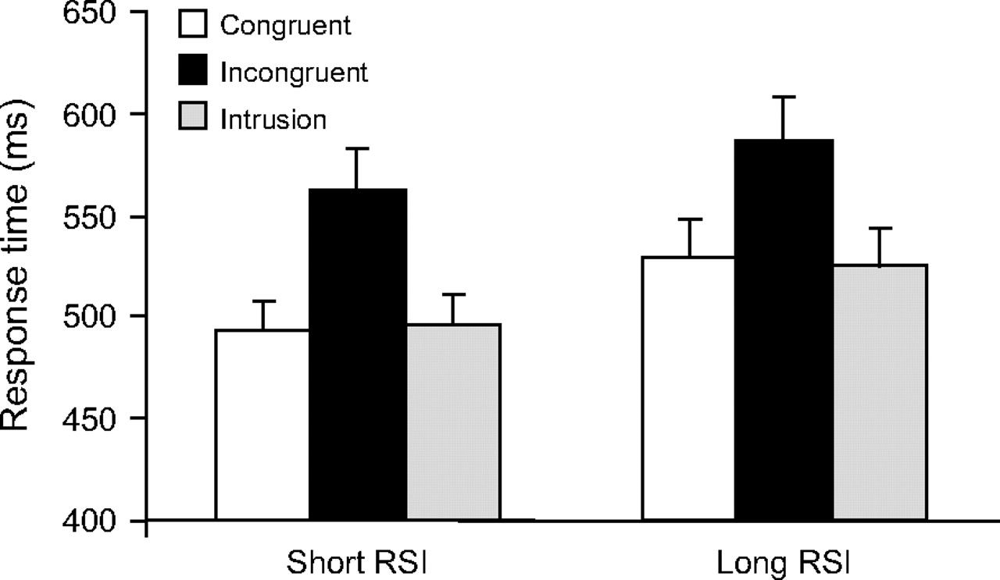 650
600
550
500
450
400
Response time (ms)
Congruent
Incongruent
Intrusion
Short RSI
Long RSI